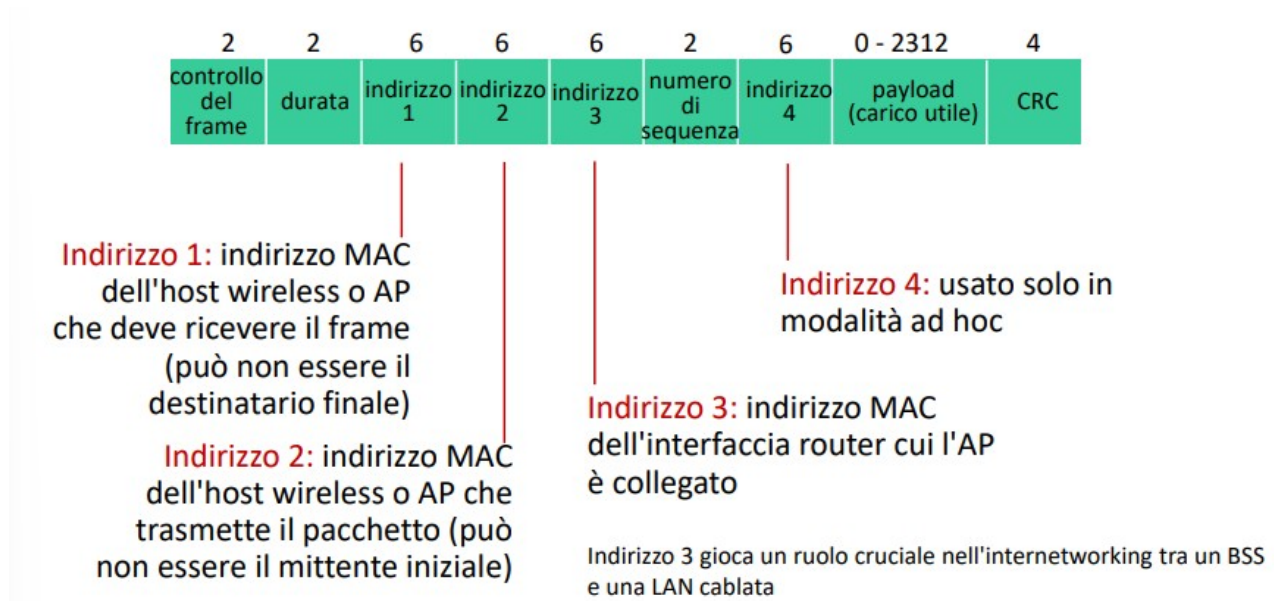 2 2 6 6 6 2 6 0 - 2312 4
controllo del frame
durata
indirizzo 1
indirizzo 2
indirizzo 3
numero di sequenza
indirizzo 4
payload (carico utile)
CRC
Indirizzo 1: indirizzo MAC
dell'host wireless o AP
che deve ricevere il frame
(può non essere il
destinatario finale)
Indirizzo 2: indirizzo MAC
dell'host wireless o AP che
trasmette il pacchetto (può
non essere il mittente iniziale)
Indirizzo 3: indirizzo MAC
dell'interfaccia router cui l'AP
è collegato
Indirizzo 3 gioca un ruolo cruciale nell'internetworking tra un BSS
e una LAN cablata
Indirizzo 4: usato solo in
modalità ad hoc